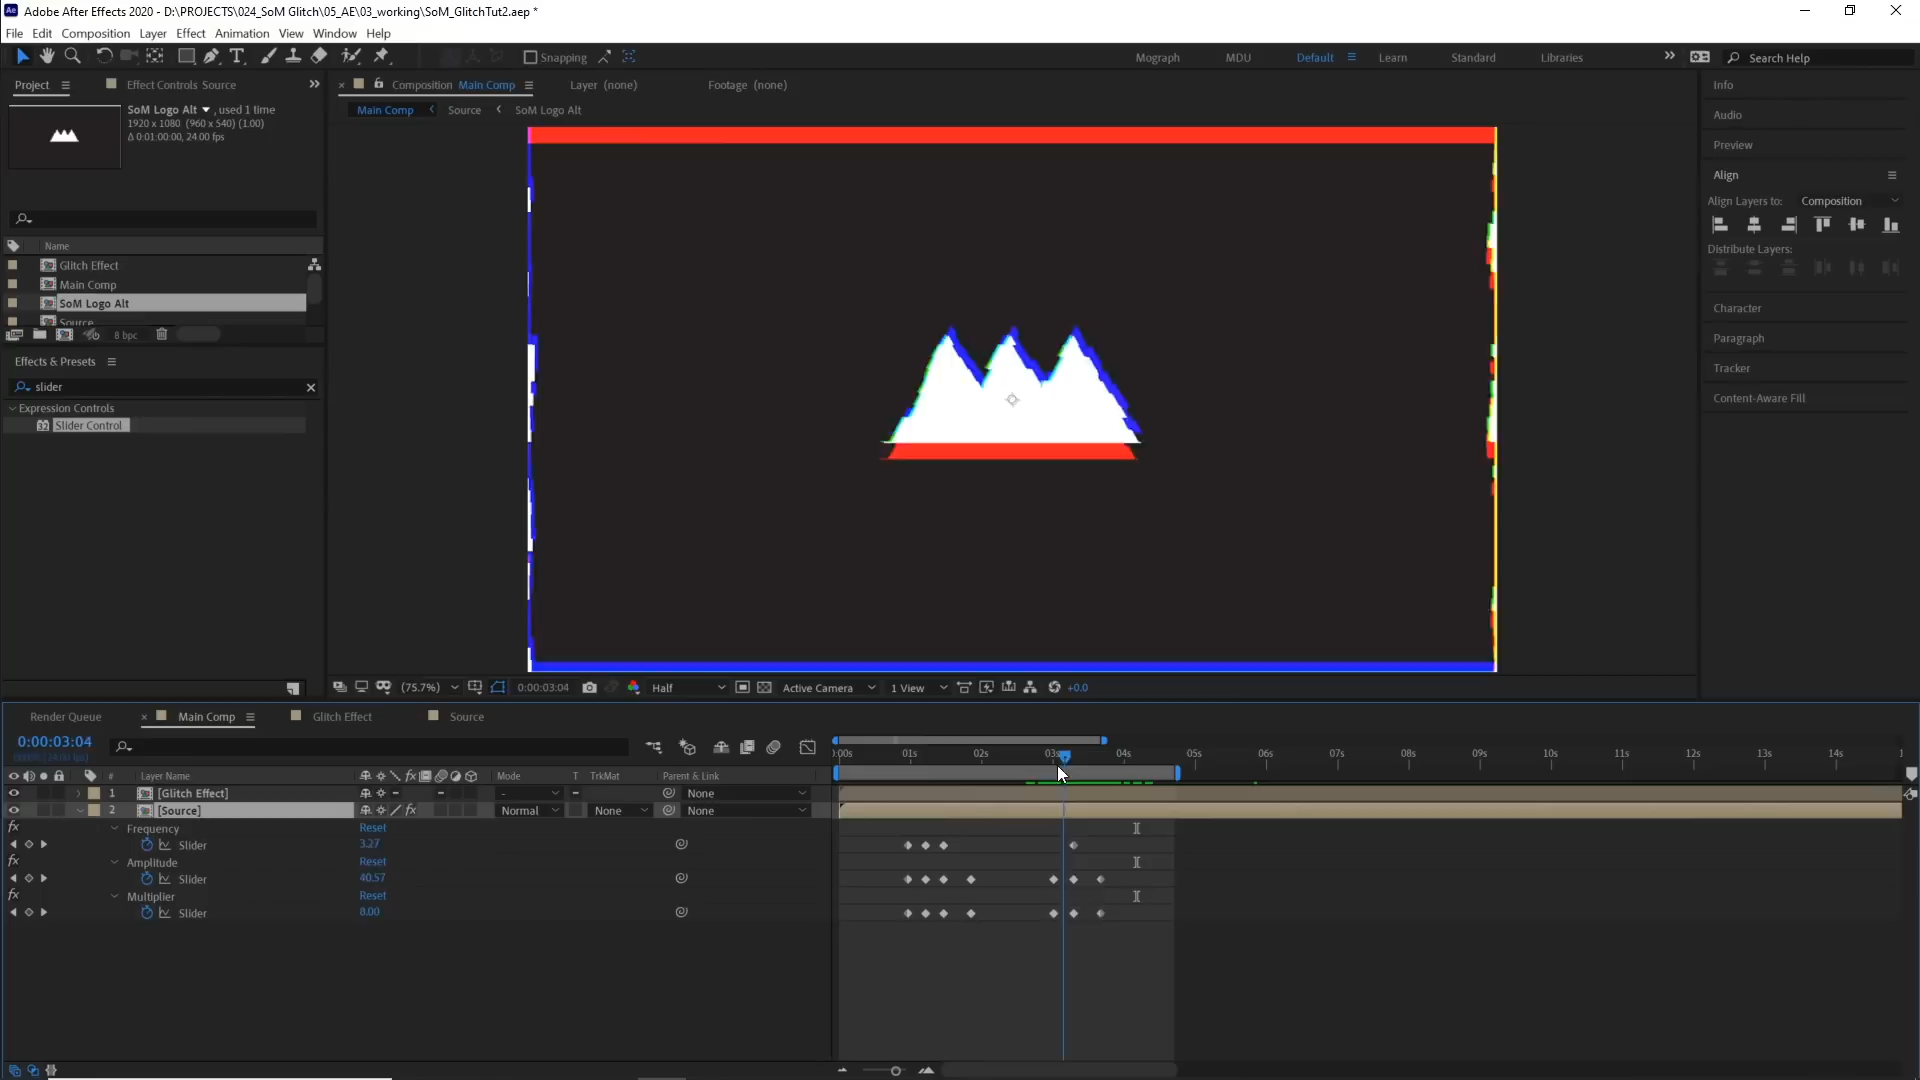 Adobe After Effects 2020 - D:\PROJECTS\024_SoM Glitch\05_AE\03_working\SoM_GlitchTut2.aep *
File Edit Composition Layer Effect Animation View Window Help
Snapping
Mograph MDU Default Learn Standard Libraries
Search Help
Project
Effect Controls Source
Composition Main Comp
Layer (none)
Footage (none)
Main Comp Source SoM Logo Alt
SoM Logo Alt , used 1 time
1920 x 1080 (960 x 540) (1.00)
Δ 0:01:00:00, 24.00 fps
Name
Glitch Effect
Main Comp
SoM Logo Alt
Source
8 bpc
Effects & Presets
slider
Expression Controls
32
Slider Control
Info
Audio
Preview
Align
Align Layers to: Composition
Distribute Layers:
Character
Paragraph
Tracker
Content-Aware Fill
(75.7%) 0:00:03:04 Half Active Camera 1 View +0.0
Render Queue Main Comp Glitch Effect Source
0:00:03:04
:00s 01s 02s 03s 04s 05s 06s 07s 08s 09s 10s 11s 12s 13s 14s 1
# Layer Name fx Mode T TrkMat Parent & Link
1 [Glitch Effect] - - - - None
2 [Source] fx Normal None None
fx Frequency Reset
Slider 3.27
fx Amplitude Reset
Slider 40.57
fx Multiplier Reset
Slider 8.00